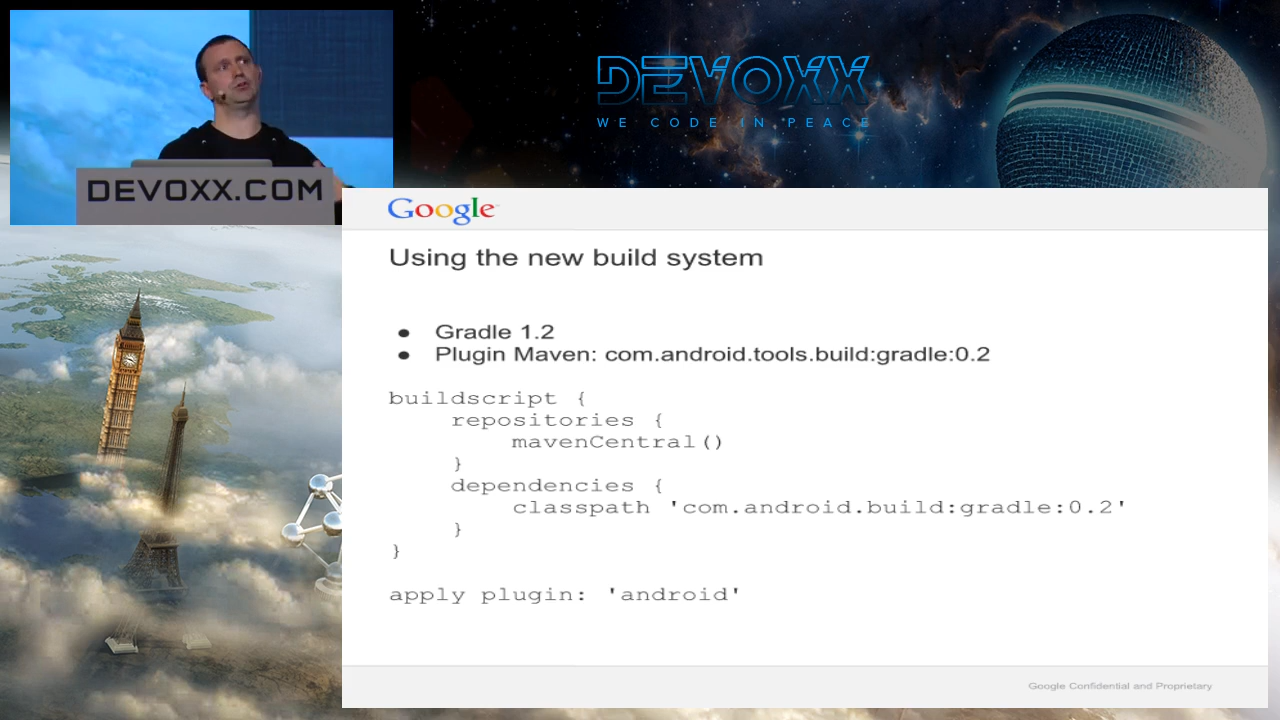 DEVOXX
WE CODE IN PEACE
DEVOXX.COM
Google
Using the new build system
● Gradle 1.2
● Plugin Maven: com.android.tools.build:gradle:0.2
buildscript {
    repositories {
        mavenCentral()
    }
    dependencies {
        classpath 'com.android.build:gradle:0.2'
    }
}
apply plugin: 'android'
Google Confidential and Proprietary